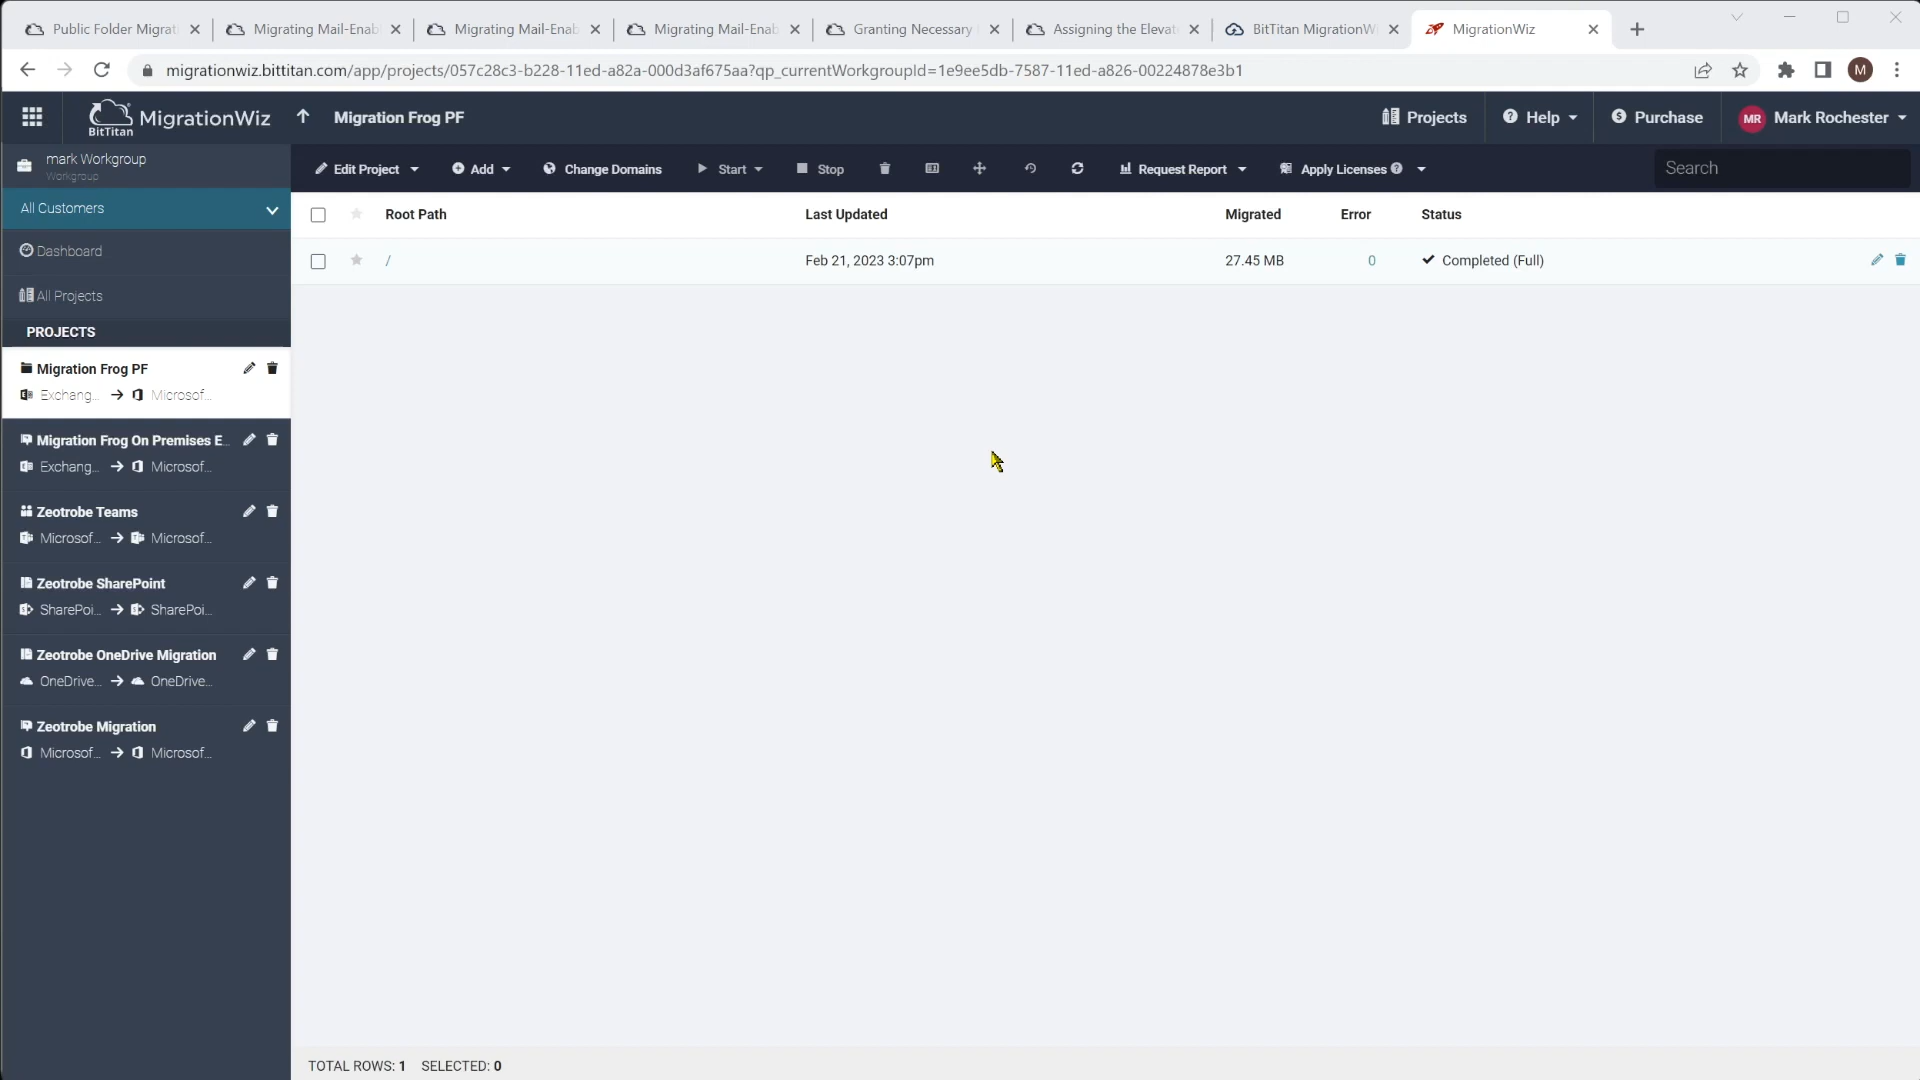 Public Folder Migrat
Migrating Mail-Enab
Migrating Mail-Enab
Migrating Mail-Enab
Granting Necessary
Assigning the Elevat
BitTitan MigrationW
MigrationWiz
migrationwiz.bittitan.com/app/projects/057c28c3-b228-11ed-a82a-000d3af675aa?qp_currentWorkgroupId=1e9ee5db-7587-11ed-a826-00224878e3b1
M
BitTitan MigrationWiz
Migration Frog PF
Projects
Help
Purchase
MR
Mark Rochester
mark Workgroup
Workgroup
Edit Project
Add
Change Domains
Start
Stop
Request Report
Apply Licenses
Search
All Customers
Dashboard
All Projects
PROJECTS
Migration Frog PF
Exchang... Microsof...
Migration Frog On Premises E...
Exchang... Microsof...
Zeotrobe Teams
Microsof... Microsof...
Zeotrobe SharePoint
SharePoi... SharePoi...
Zeotrobe OneDrive Migration
OneDrive... OneDrive...
Zeotrobe Migration
Microsof... Microsof...
Root Path Last Updated Migrated Error Status
/ Feb 21, 2023 3:07pm 27.45 MB 0 Completed (Full)
TOTAL ROWS: 1 SELECTED: 0